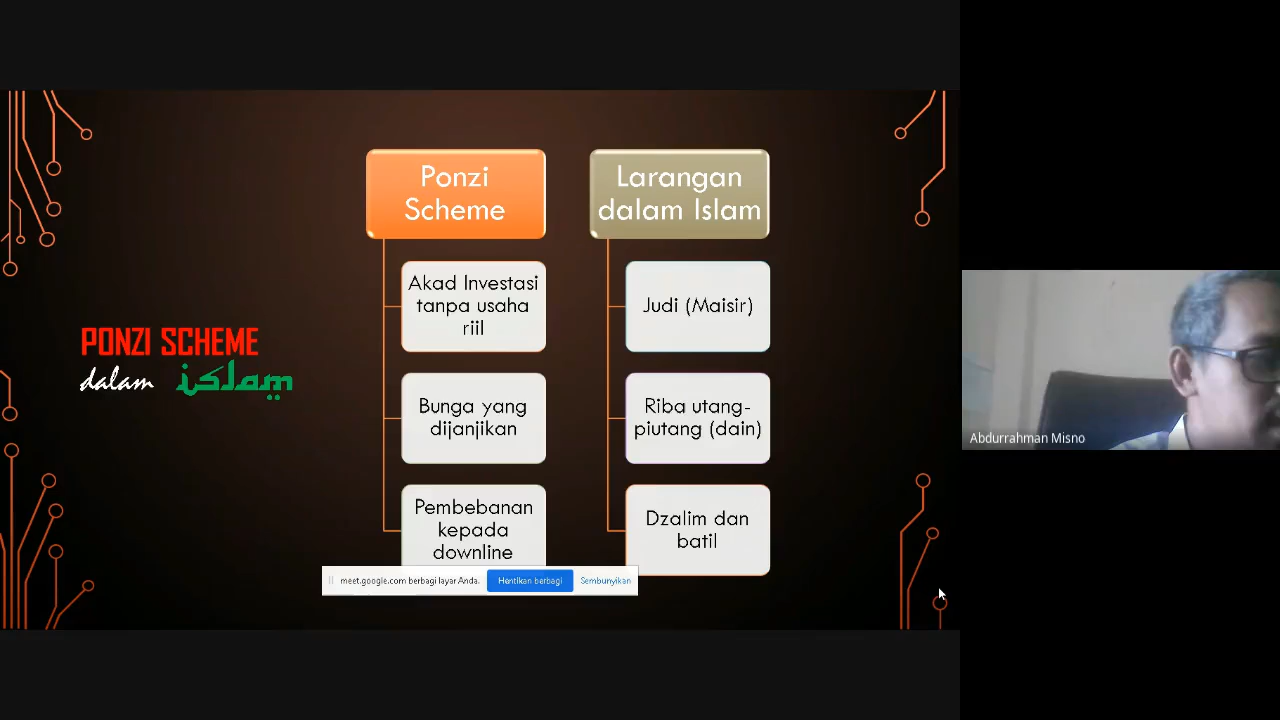 PONZI SCHEME
dalam islam
Ponzi
Scheme
Akad Investasi
tanpa usaha
riil
Bunga yang
dijanjikan
Pembebanan
kepada
downline
Larangan
dalam Islam
Judi (Maisir)
Riba utang-
piutang (dain)
Dzalim dan
batil
meet.google.com berbagi layar Anda.
Hentikan berbagi
Sembunyikan
Abdurrahman Misno